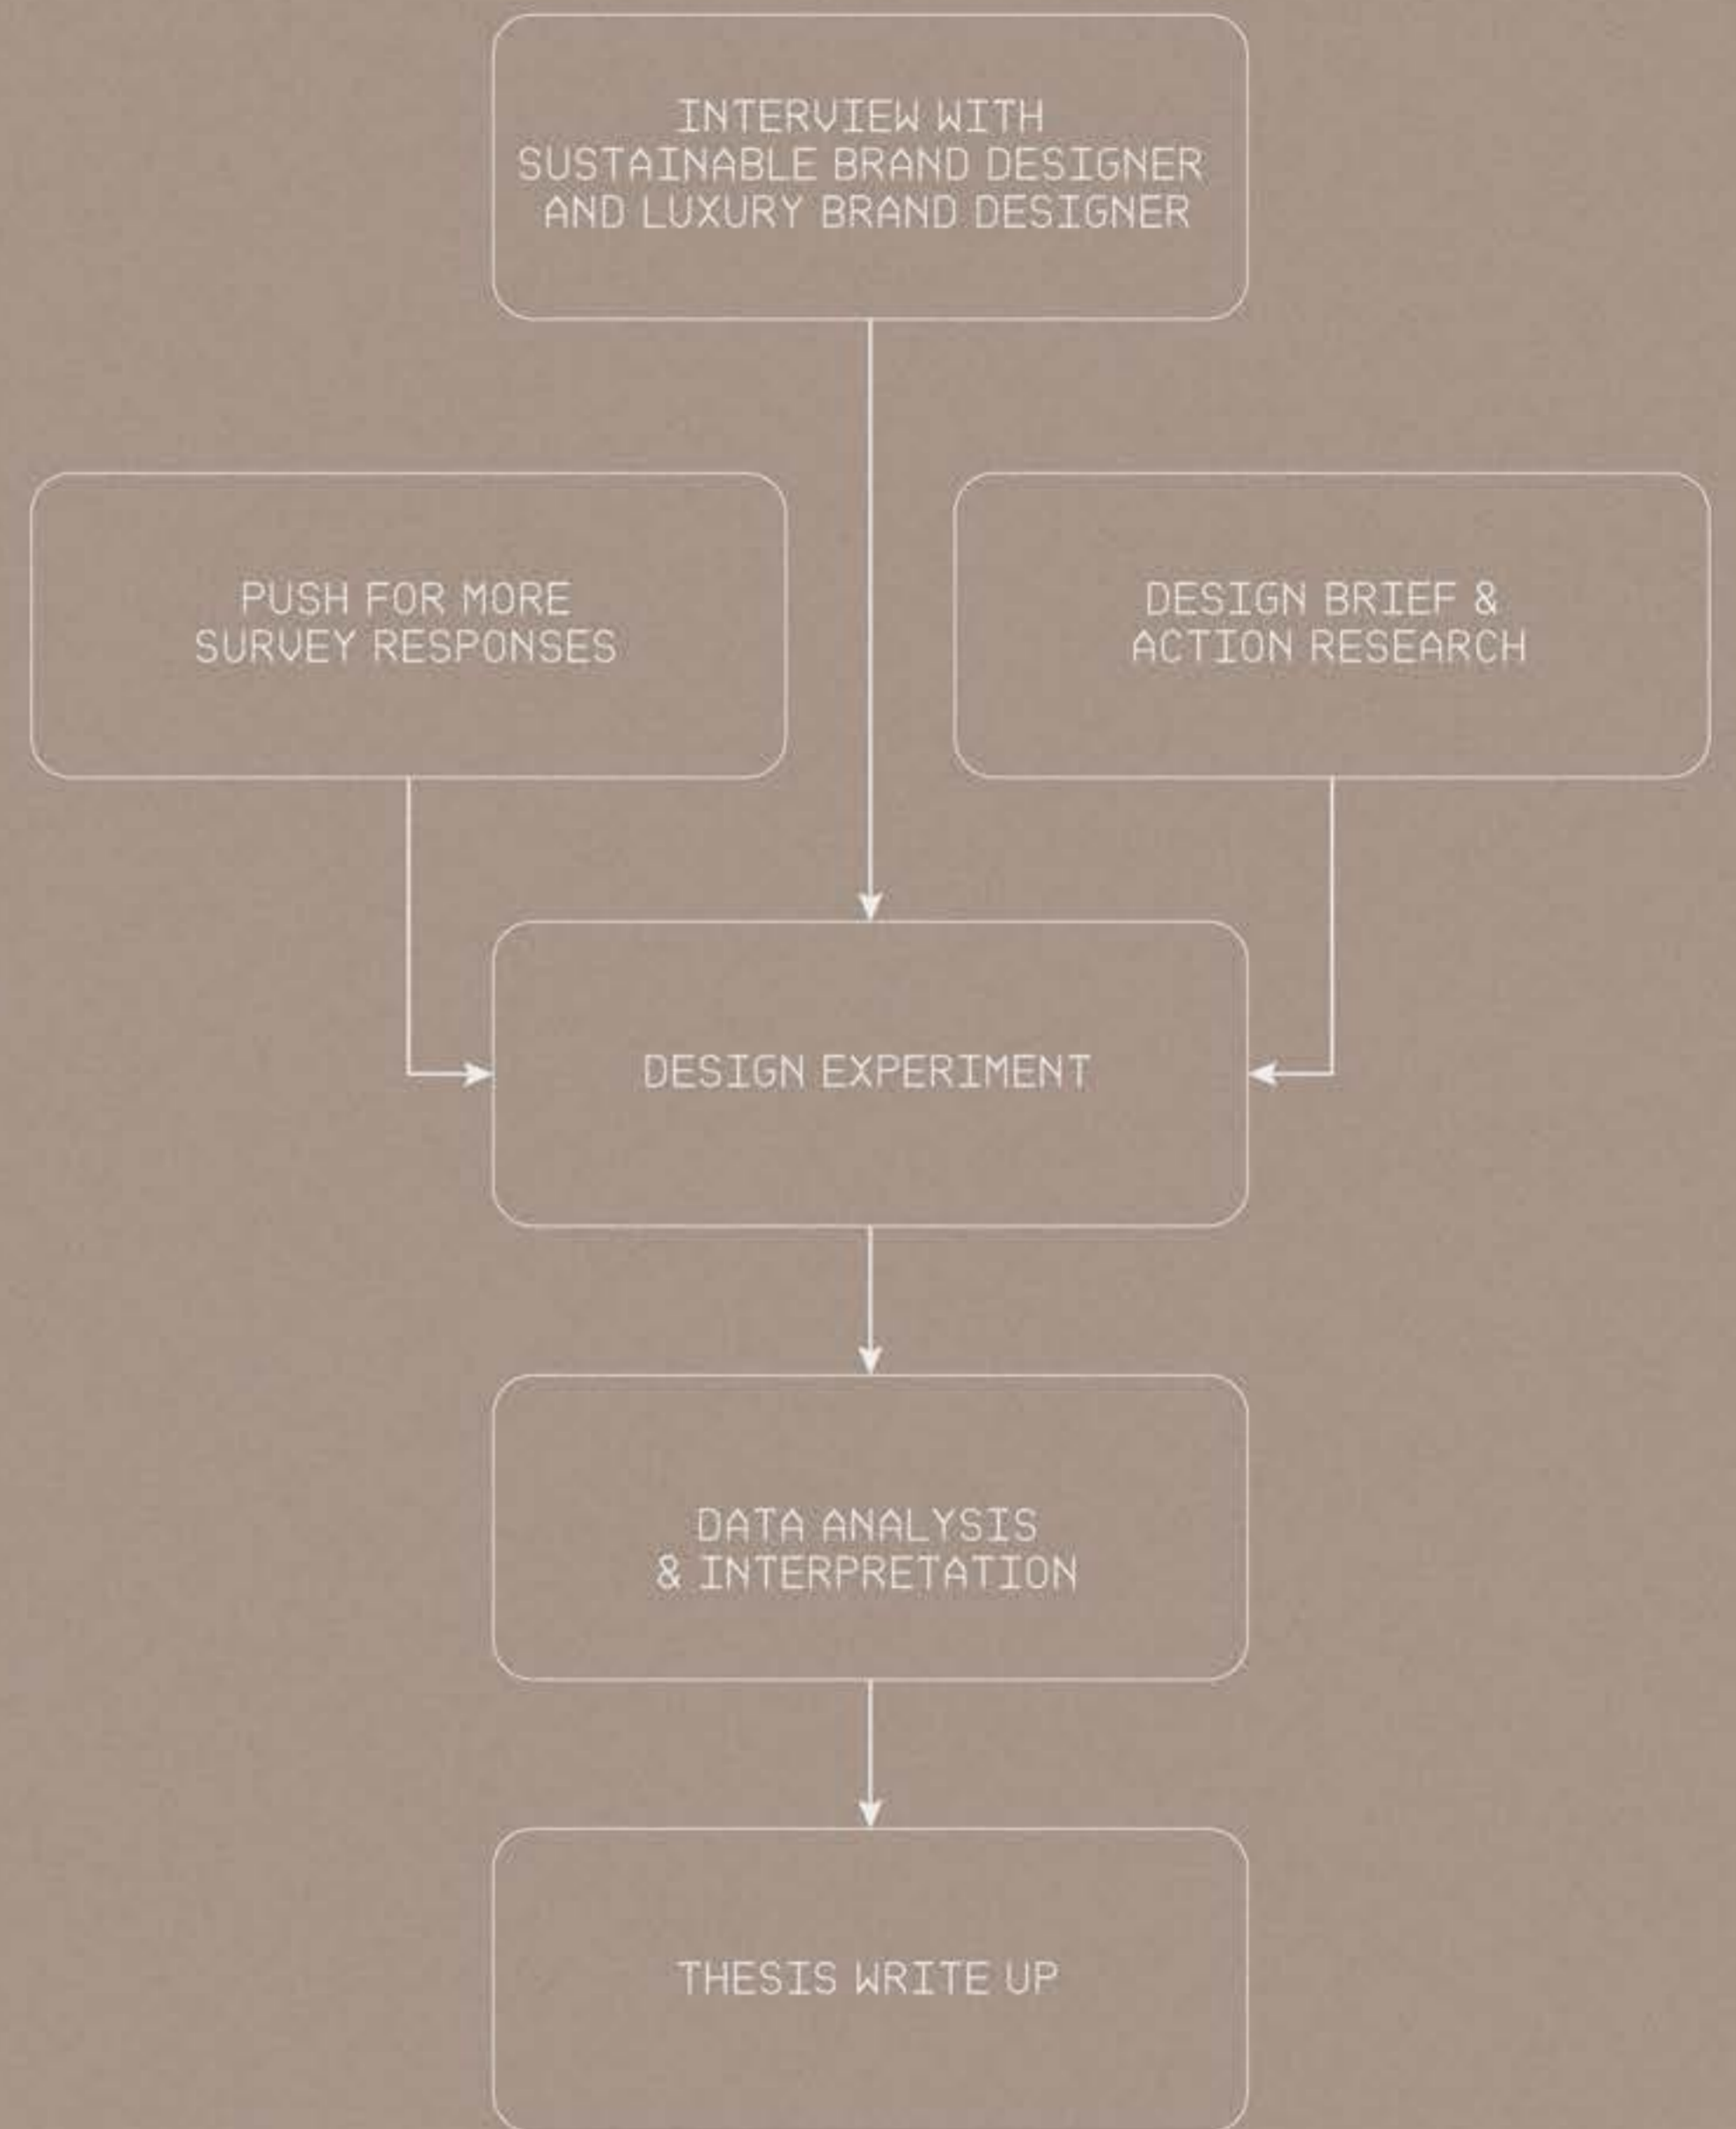 INTERVIEW WITH
SUSTAINABLE BRAND DESIGNER
AND LUXURY BRAND DESIGNER
PUSH FOR MORE
SURVEY RESPONSES
DESIGN BRIEF &
ACTION RESEARCH
DESIGN EXPERIMENT
DATA ANALYSIS
& INTERPRETATION
THESIS WRITE UP